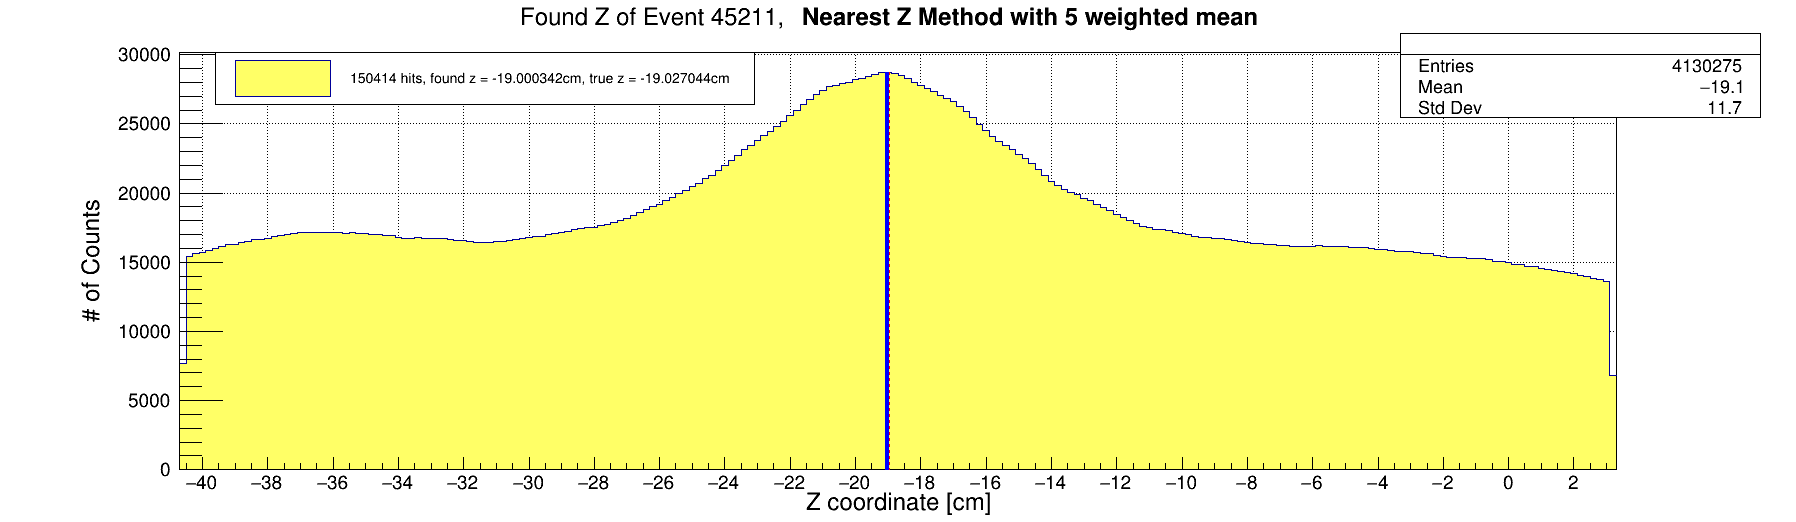 Found Z of Event 45211, Nearest Z Method with 5 weighted mean
150414 hits, found z = -19.000342cm, true z = -19.027044cm
Entries 4130275
Mean −19.1
Std Dev 11.7
# of Counts
30000
25000
20000
15000
10000
5000
0
−40 −38 −36 −34 −32 −30 −28 −26 −24 −22 −20 −18 −16 −14 −12 −10 −8 −6 −4 −2 0 2
Z coordinate [cm]